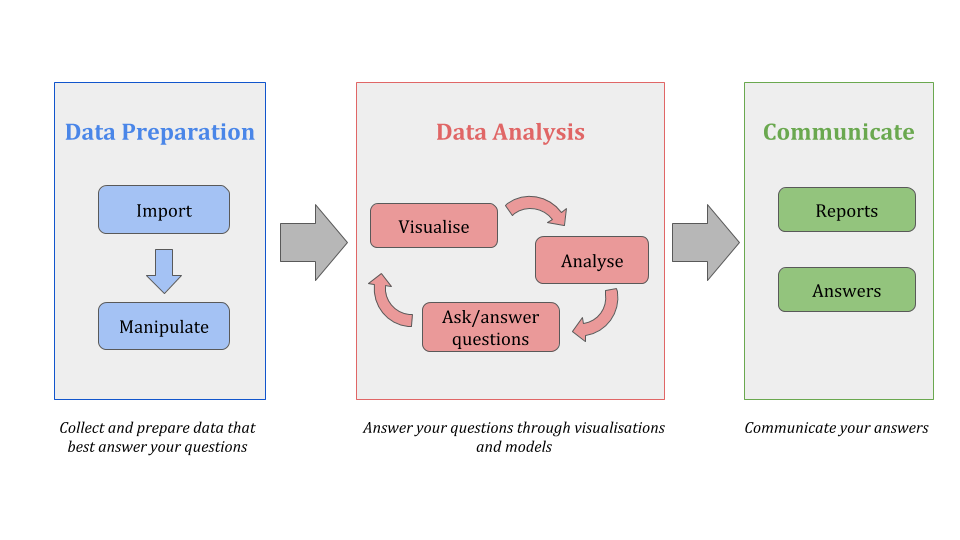 Data Preparation
Import
Manipulate
Collect and prepare data that
best answer your questions
Data Analysis
Visualise
Analyse
Ask/answer
questions
Answer your questions through visualisations
and models
Communicate
Reports
Answers
Communicate your answers